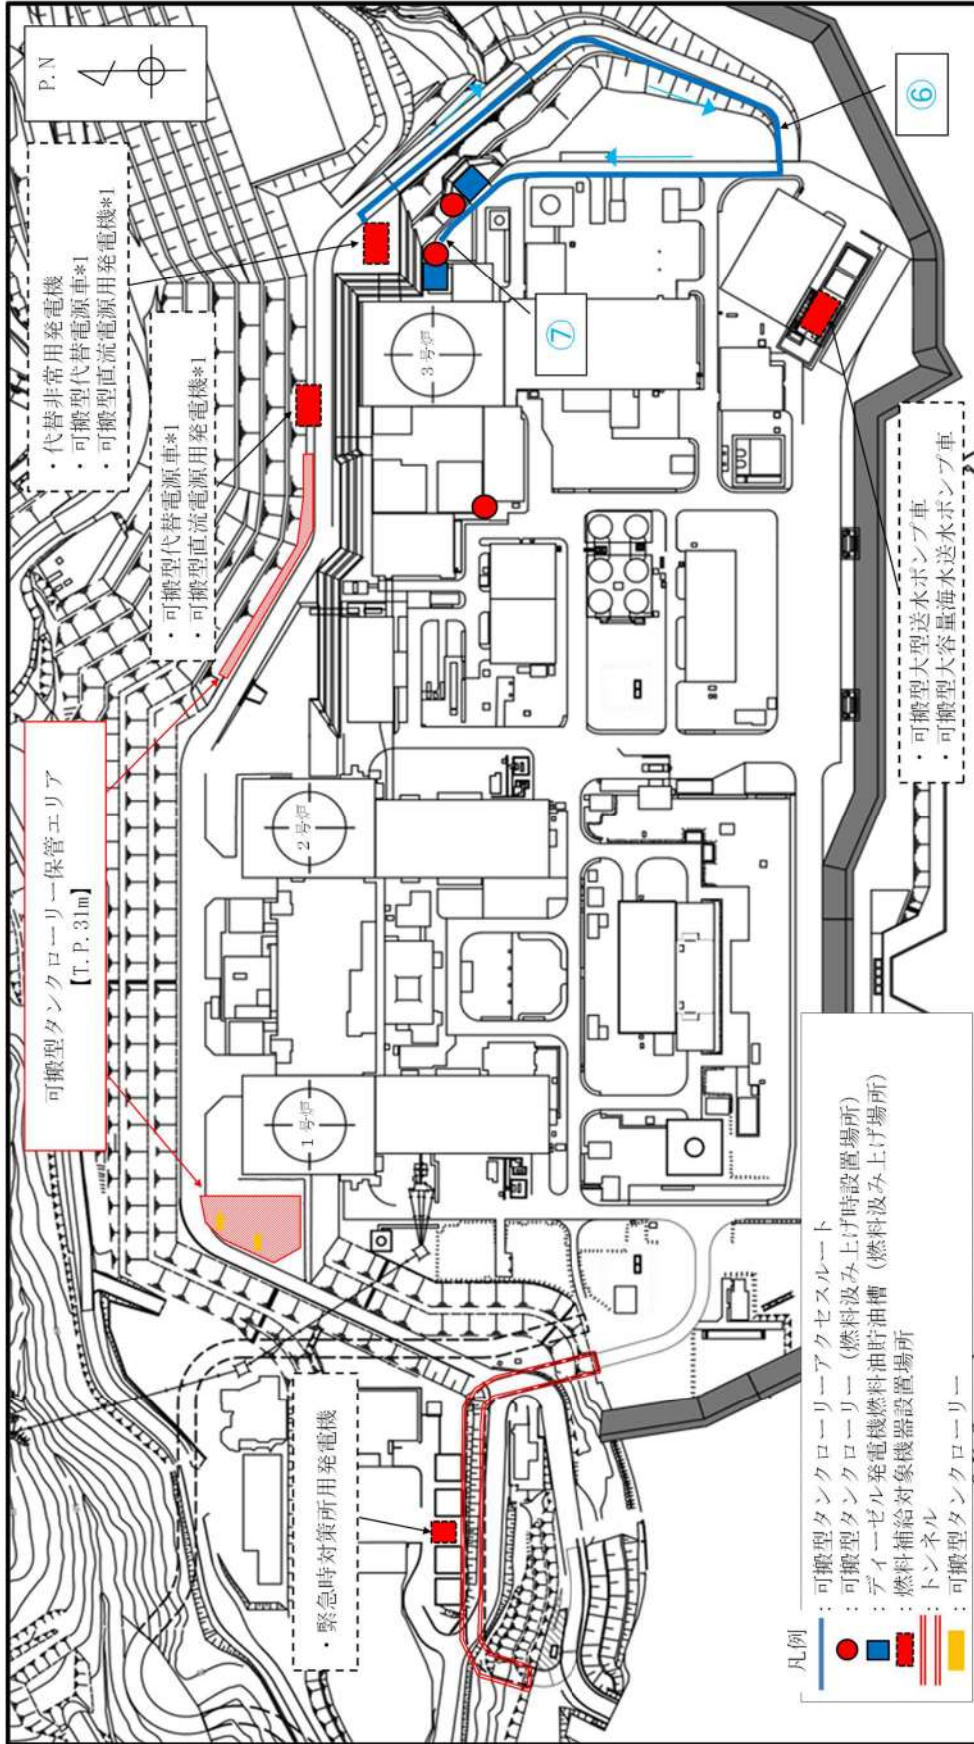 P.N
・代替非常用発電機
・可搬型代替電源車*1
・可搬型直流電源用発電機*1
・可搬型代替電源車*1
・可搬型直流電源用発電機*1
可搬型タンクローリー保管エリア
【T.P.31m】
・緊急時対策所用発電機
1号炉
2号炉
3号炉
⑥
⑦
・可搬型大型送水ポンプ車
・可搬型大容量海水送水ポンプ車
凡例
：可搬型タンクローリーアクセスルート
：可搬型タンクローリー（燃料汲み上げ時設置場所）
：ディーゼル発電機燃料油貯油槽（燃料汲み上げ場所）
：燃料補給対象機器設置場所
：トンネル
：可搬型タンクローリー